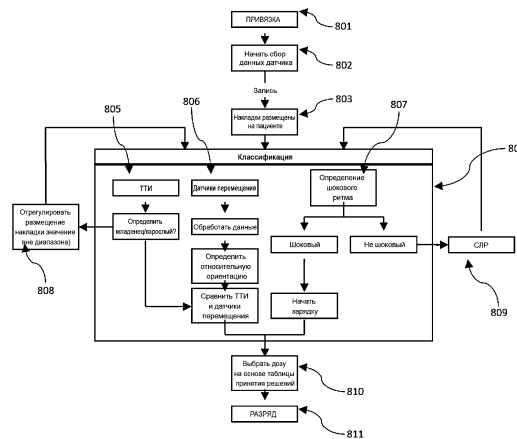 ПРИВЯЗКА
801
Начать сбор
данных датчика
802
Запись
Накладки размещены
на пациенте
803
805
806
807
Классификация
80
ТТИ
Датчики перемещения
Определение
шокового
ритма
Отрегулировать
размещение
накладки значение
вне диапазона)
808
Определить
младенец/взрослый?
Обработать данные
Шоковый
Не шоковый
СЛР
809
Определить
относительную
ориентацию
Сравнить ТТИ
и датчики
перемещения
Начать
зарядку
Выбрать дозу
на основе таблицы
принятия решений
810
РАЗРЯД
811